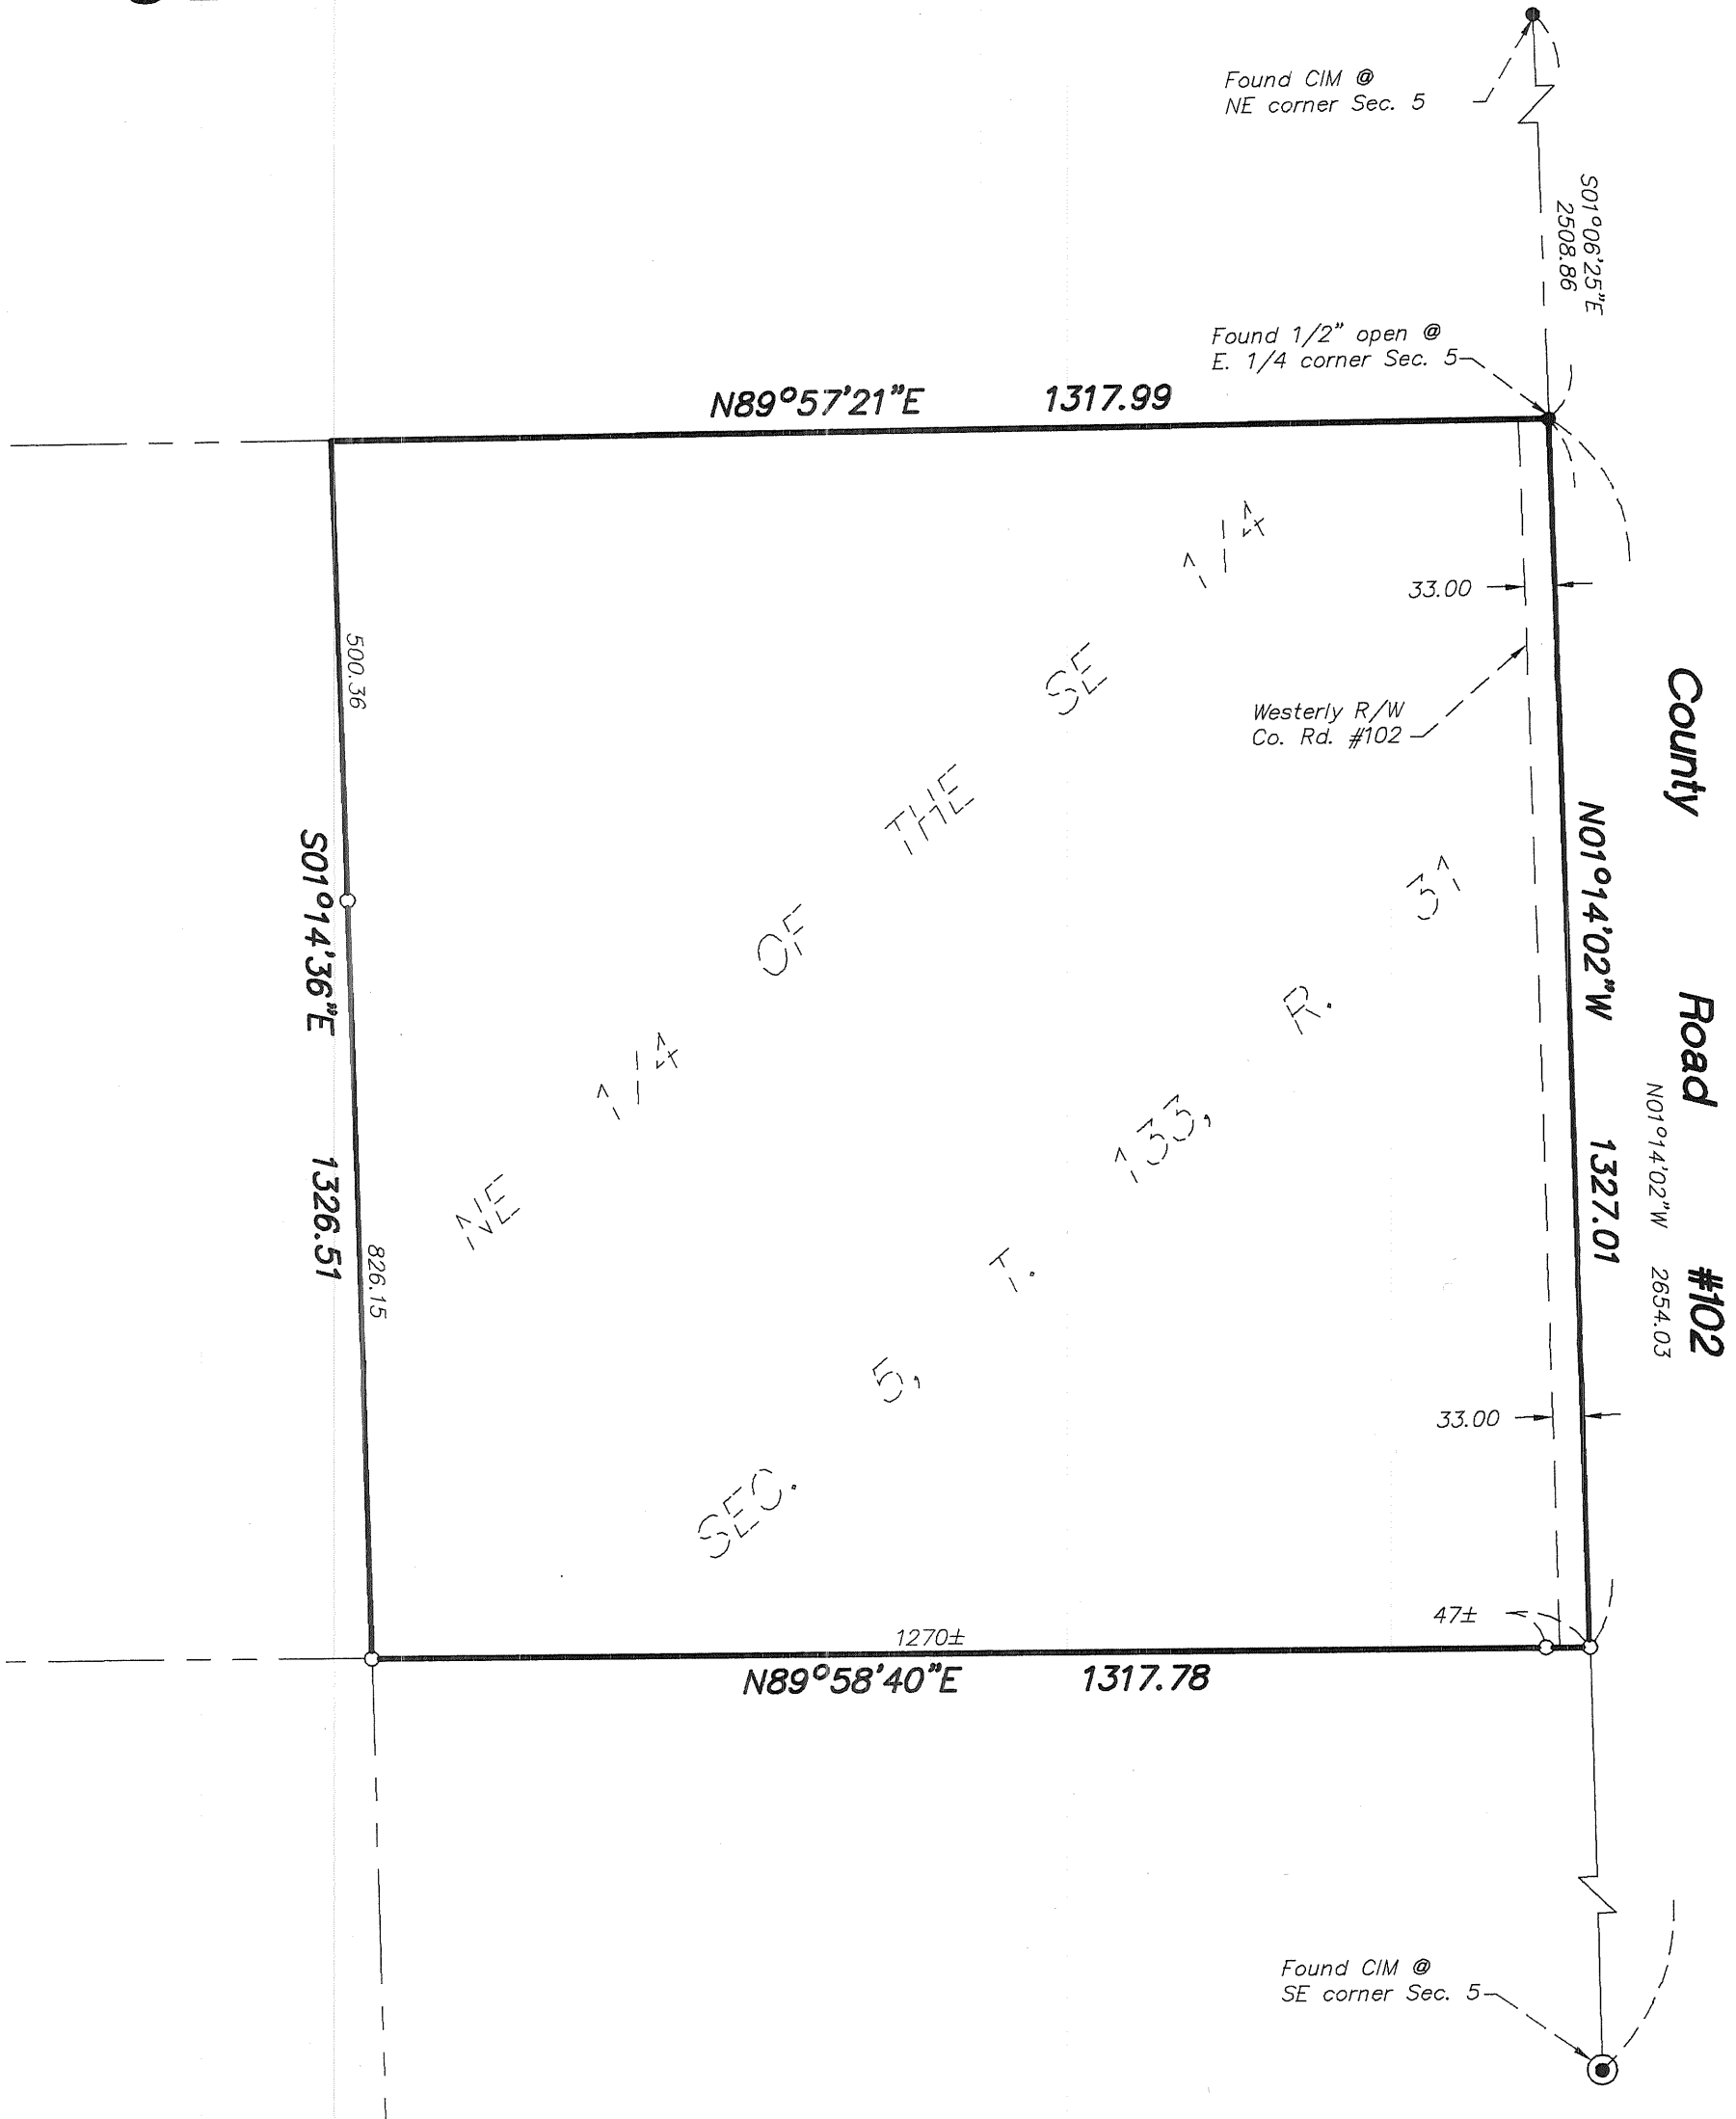 Found CIM @
NE corner Sec. 5
S01°06'25"E
2508.86
Found 1/2" open @
E. 1/4 corner Sec. 5
N89°57'21"E 1317.99
33.00
Westerly R/W
Co. Rd. #102
County Road #102
N01°14'02"W 1327.01
N01°14'02"W 2654.03
500.36
S01°14'36"E 1326.51
826.15
NE 1/4 OF THE SE 1/4
SEC. 5, T. 133, R. 31
33.00
47±
1270±
N89°58'40"E 1317.78
Found CIM @
SE corner Sec. 5